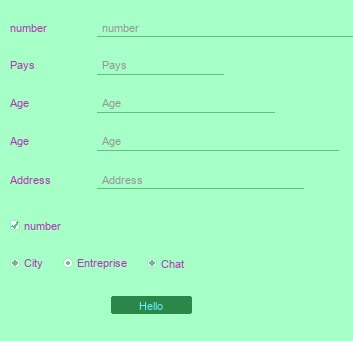 number number
Pays Pays
Age Age
Age Age
Address Address
number
City Entreprise Chat
Hello